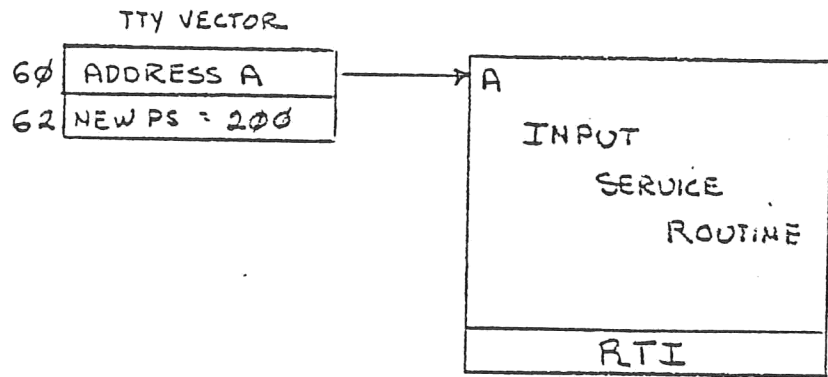 TTY VECTOR
6Ø ADDRESS A
62 NEW PS = 2ØØ
A
INPUT
SERVICE
ROUTINE
RTI